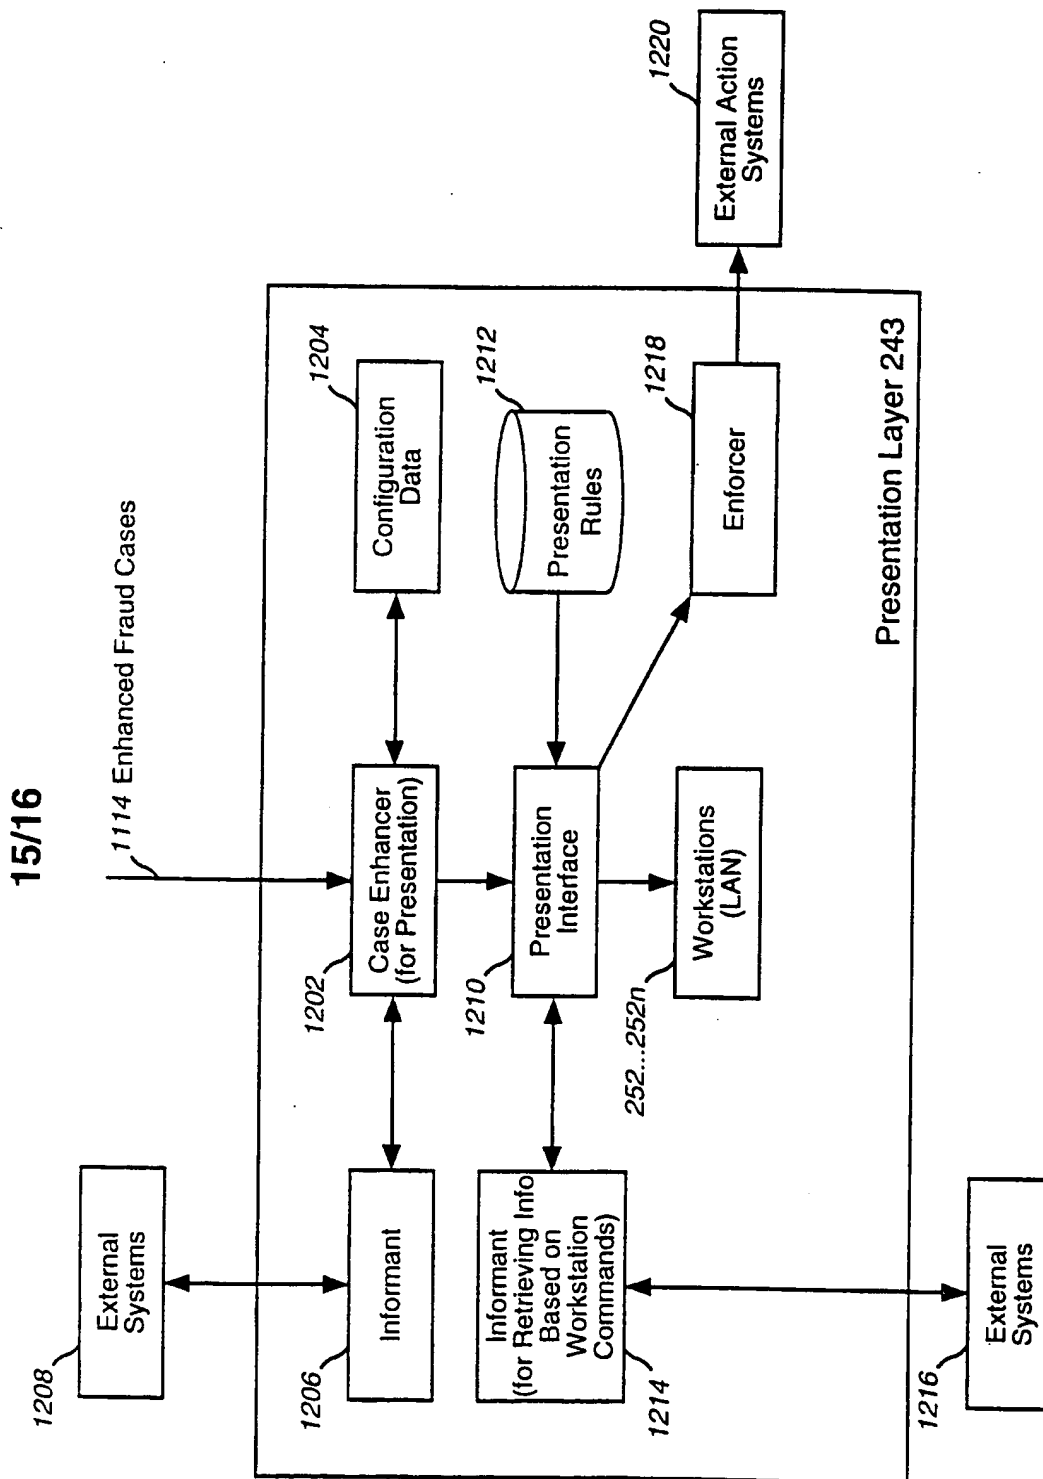 15/16
1114 Enhanced Fraud Cases
1208
External
Systems
1206
Informant
1202
Case Enhancer
(for Presentation)
1204
Configuration
Data
1214
Informant
(for Retrieving Info
Based on
Workstation
Commands)
1210
Presentation
Interface
1212
Presentation
Rules
252...252n
Workstations
(LAN)
1218
Enforcer
1220
External Action
Systems
Presentation Layer 243
1216
External
Systems